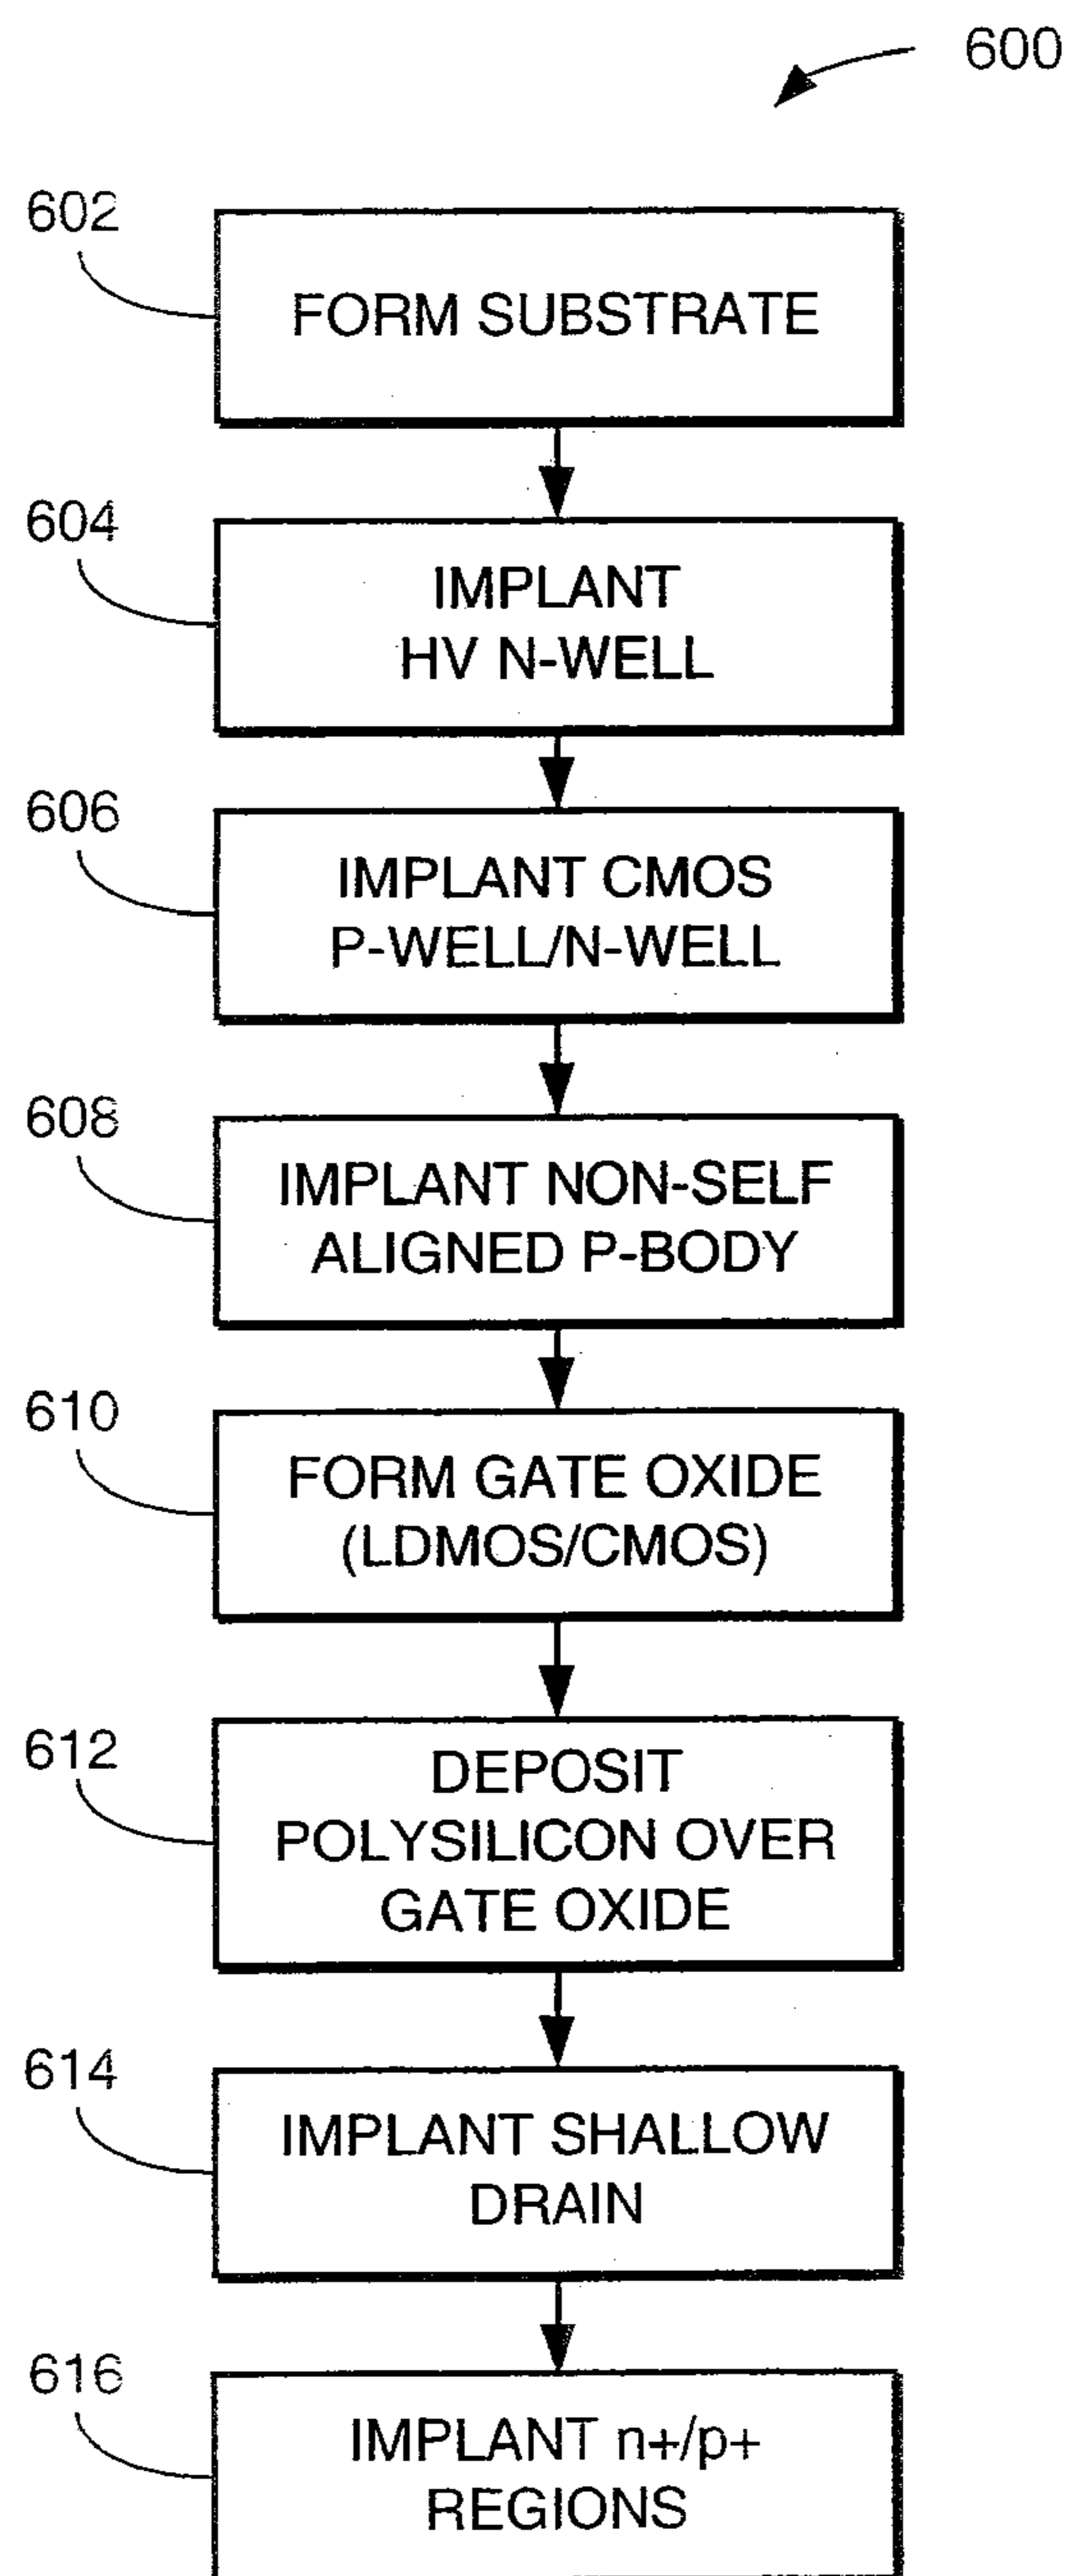 600
602
FORM SUBSTRATE
604
IMPLANT
HV N-WELL
606
IMPLANT CMOS
P-WELL/N-WELL
608
IMPLANT NON-SELF
ALIGNED P-BODY
610
FORM GATE OXIDE
(LDMOS/CMOS)
612
DEPOSIT
POLYSILICON OVER
GATE OXIDE
614
IMPLANT SHALLOW
DRAIN
616
IMPLANT n+/p+
REGIONS